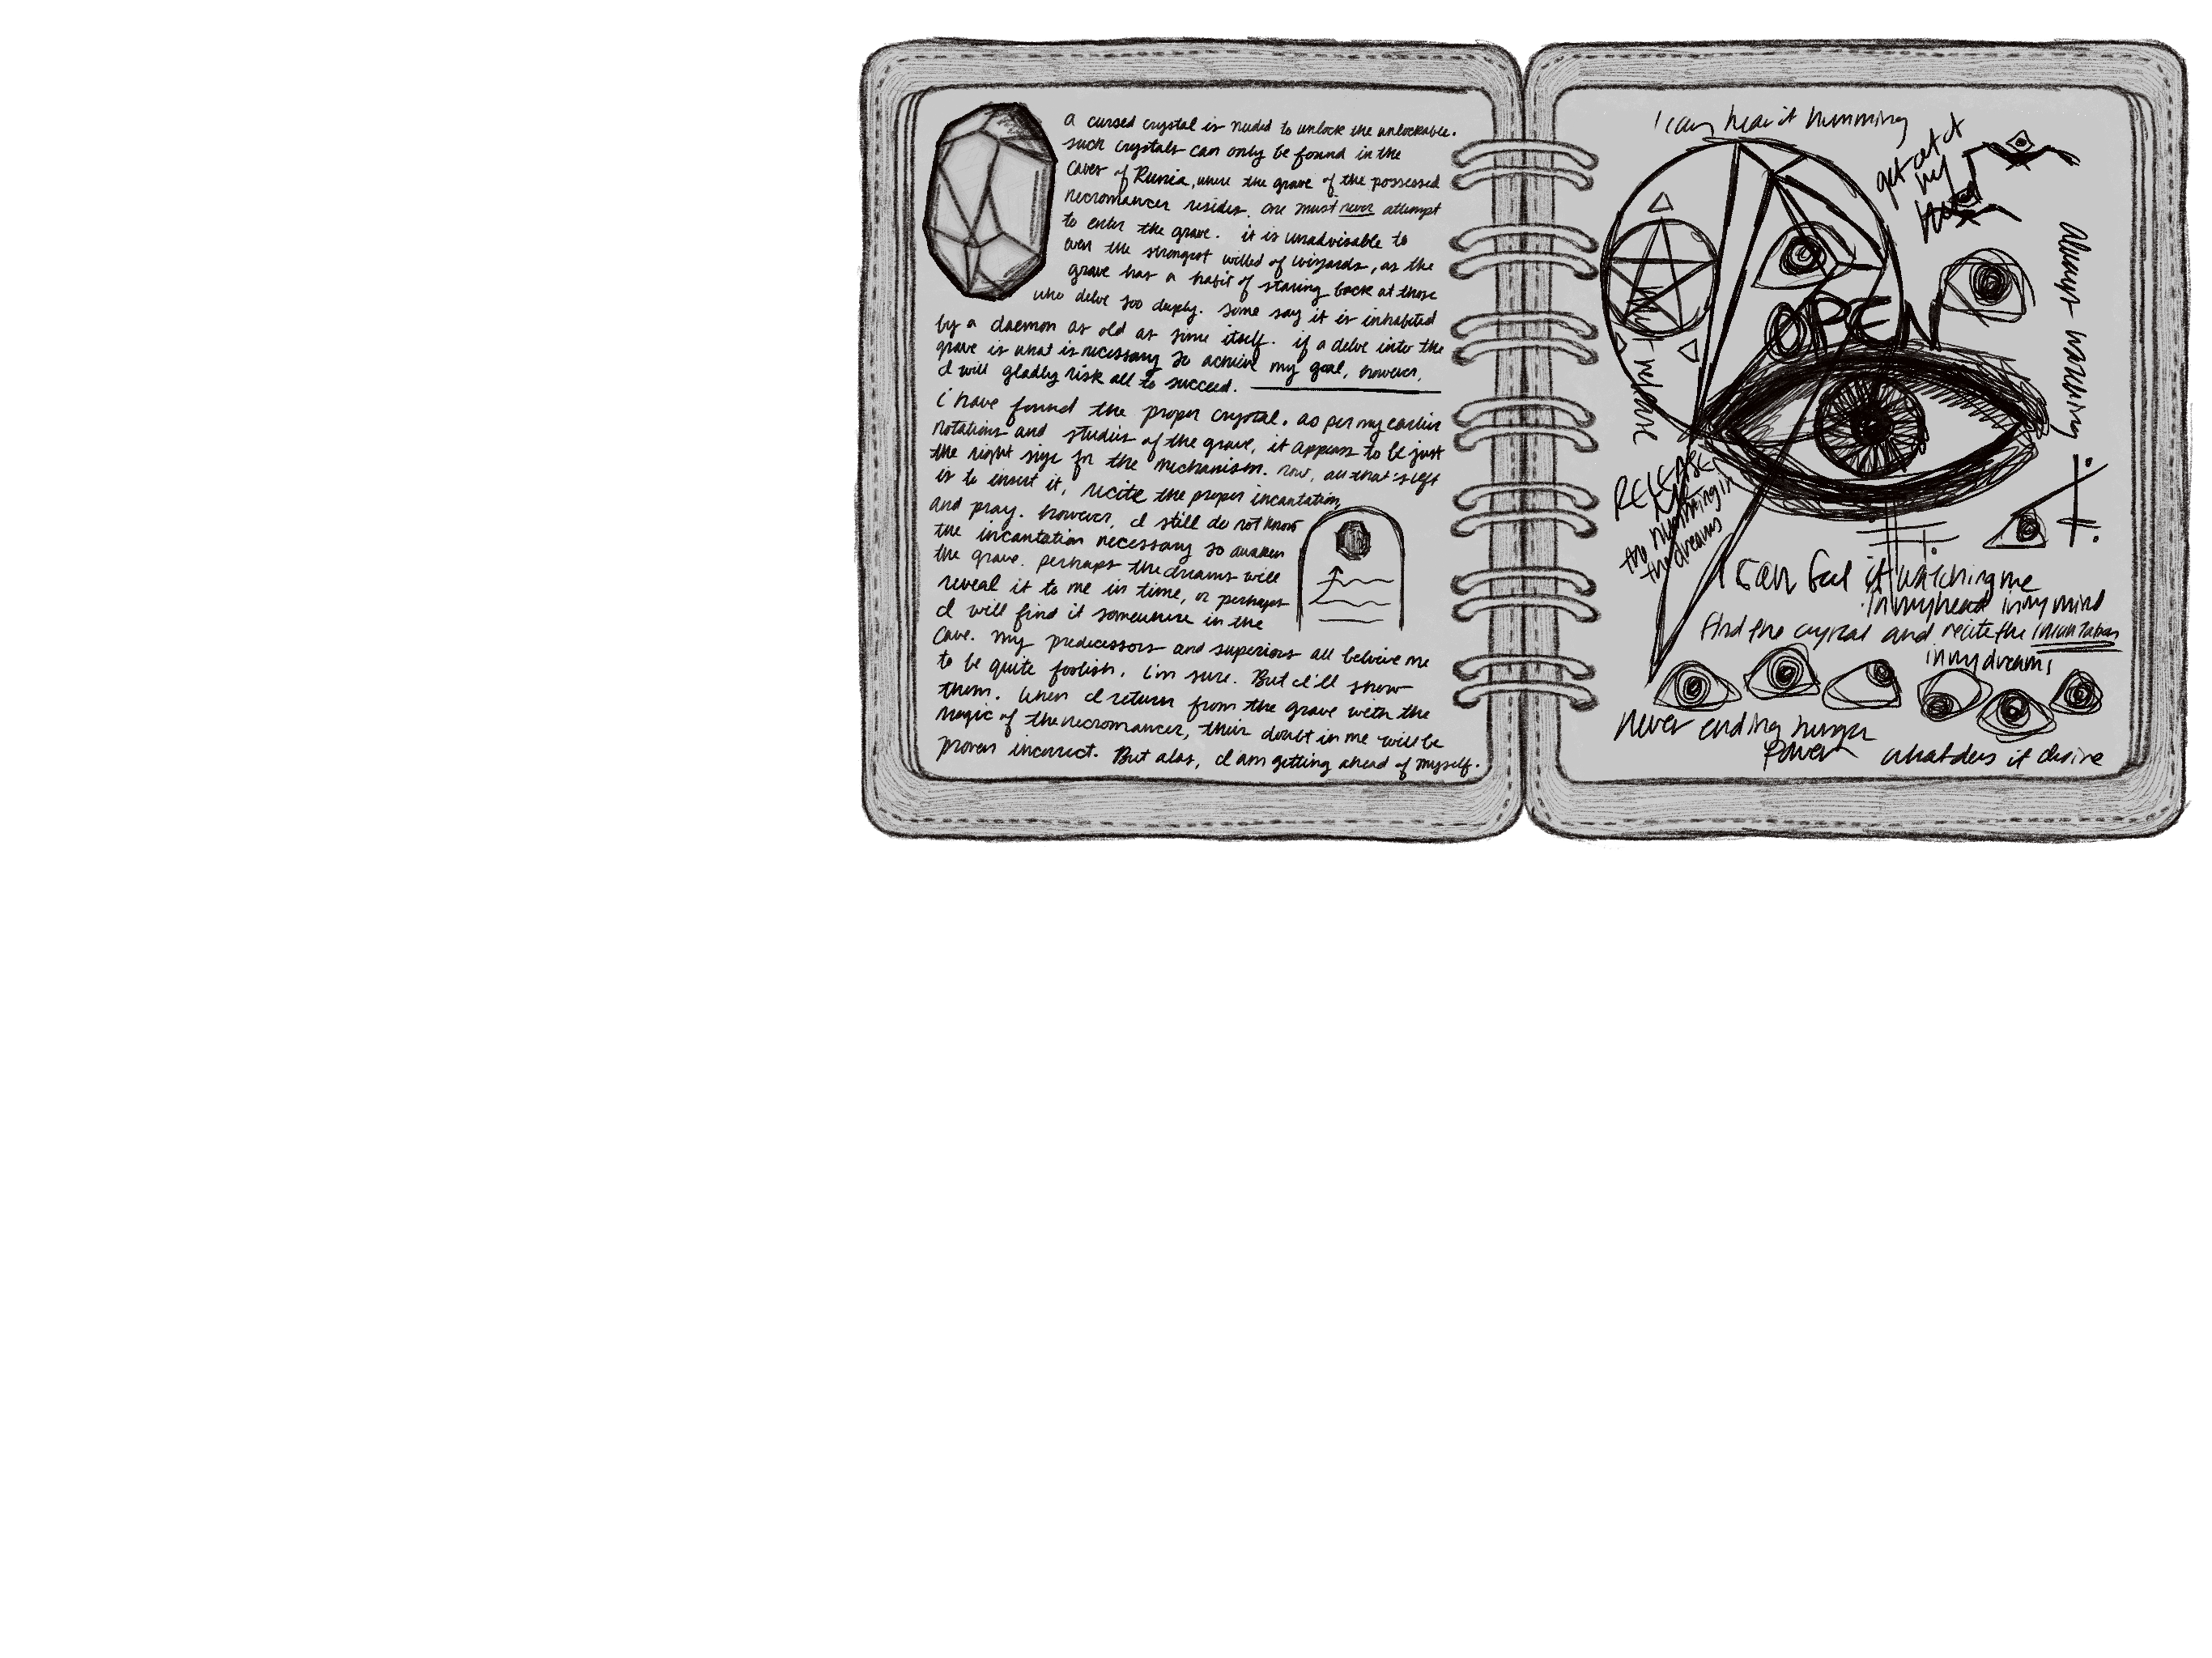 a cursed crystal is needed to unlock the unlockable.
such crystals can only be found in the
caves of Runia, where the grave of the possessed
necromancer resides. one must never attempt
to enter the grave. it is unadvisable to
even the strongest willed of wizzards, as the
grave has a habit of staring back at those
who delve too deeply. some say it is inhabited
by a daemon as old as time itself. if a delve into the
grave is what is necessary to achieve my goal, however,
I will gladly risk all to succeed.
i have found the proper crystal. as per my earlier
notations and studies of the grave, it appears to be just
the right size for the mechanism. now, all that's left
is to insert it, recite the proper incantation,
and pray. however, I still do not know
the incantation necessary to awaken
the grave. perhaps the dreams will
reveal it to me in time, or perhaps
I will find it somewhere in the
cave. my predecessors and superiors all beleive me
to be quite foolish, i'm sure. But I'll show
them. when I return from the grave with the
magic of the necromancer, their doubt in me will be
proven incorrect. But alas, I am getting ahead of myself.
I can hear it humming
get out of
my
head
always watching
OPEN
where
RELEASE
the humming in
the dreams
I can feel it watching me
in my head in my mind
find the crystal and recite the incantation
in my dreams
never ending hunger
power
what does it desire